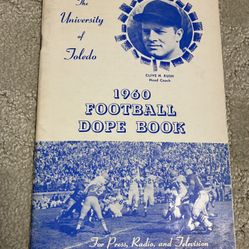 The
University
of
Toledo
CLIVE M. RUSH
Head Coach
1960
FOOTBALL
DOPE BOOK
For Press, Radio, and Television